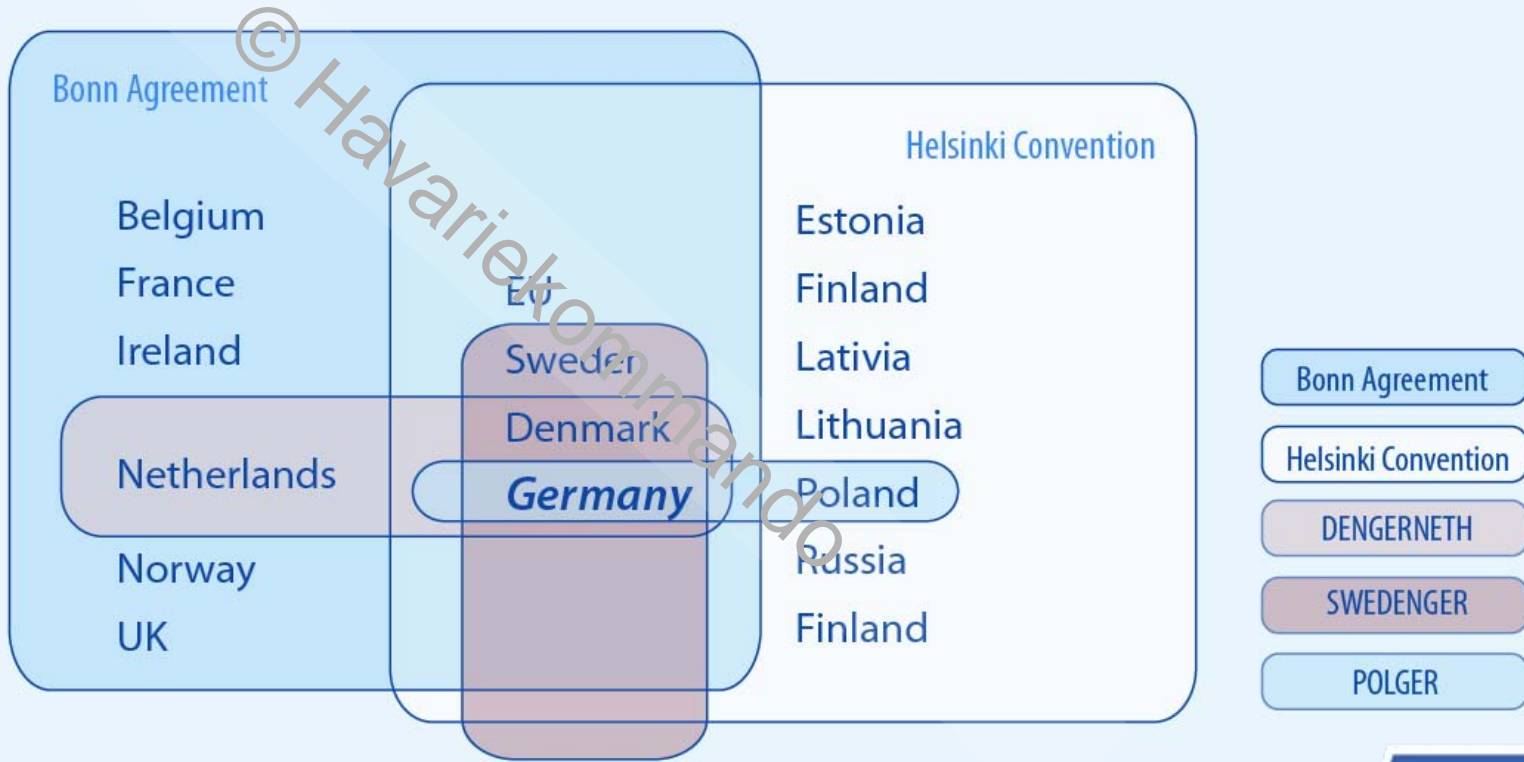 © Havariekommando
Bonn Agreement
Helsinki Convention
Belgium
France
Ireland
Netherlands
Norway
UK
EU
Sweden
Denmark
Germany
Estonia
Finland
Lativia
Lithuania
Poland
Russia
Finland
Bonn Agreement
Helsinki Convention
DENGERNETH
SWEDENGER
POLGER